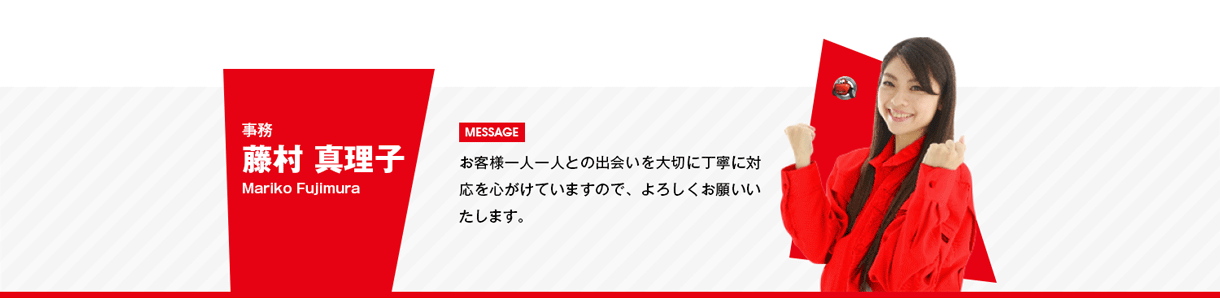 事務
藤村 真理子
Mariko Fujimura
MESSAGE
お客様一人一人との出会いを大切に丁寧に対
応を心がけていますので、よろしくお願いい
たします。